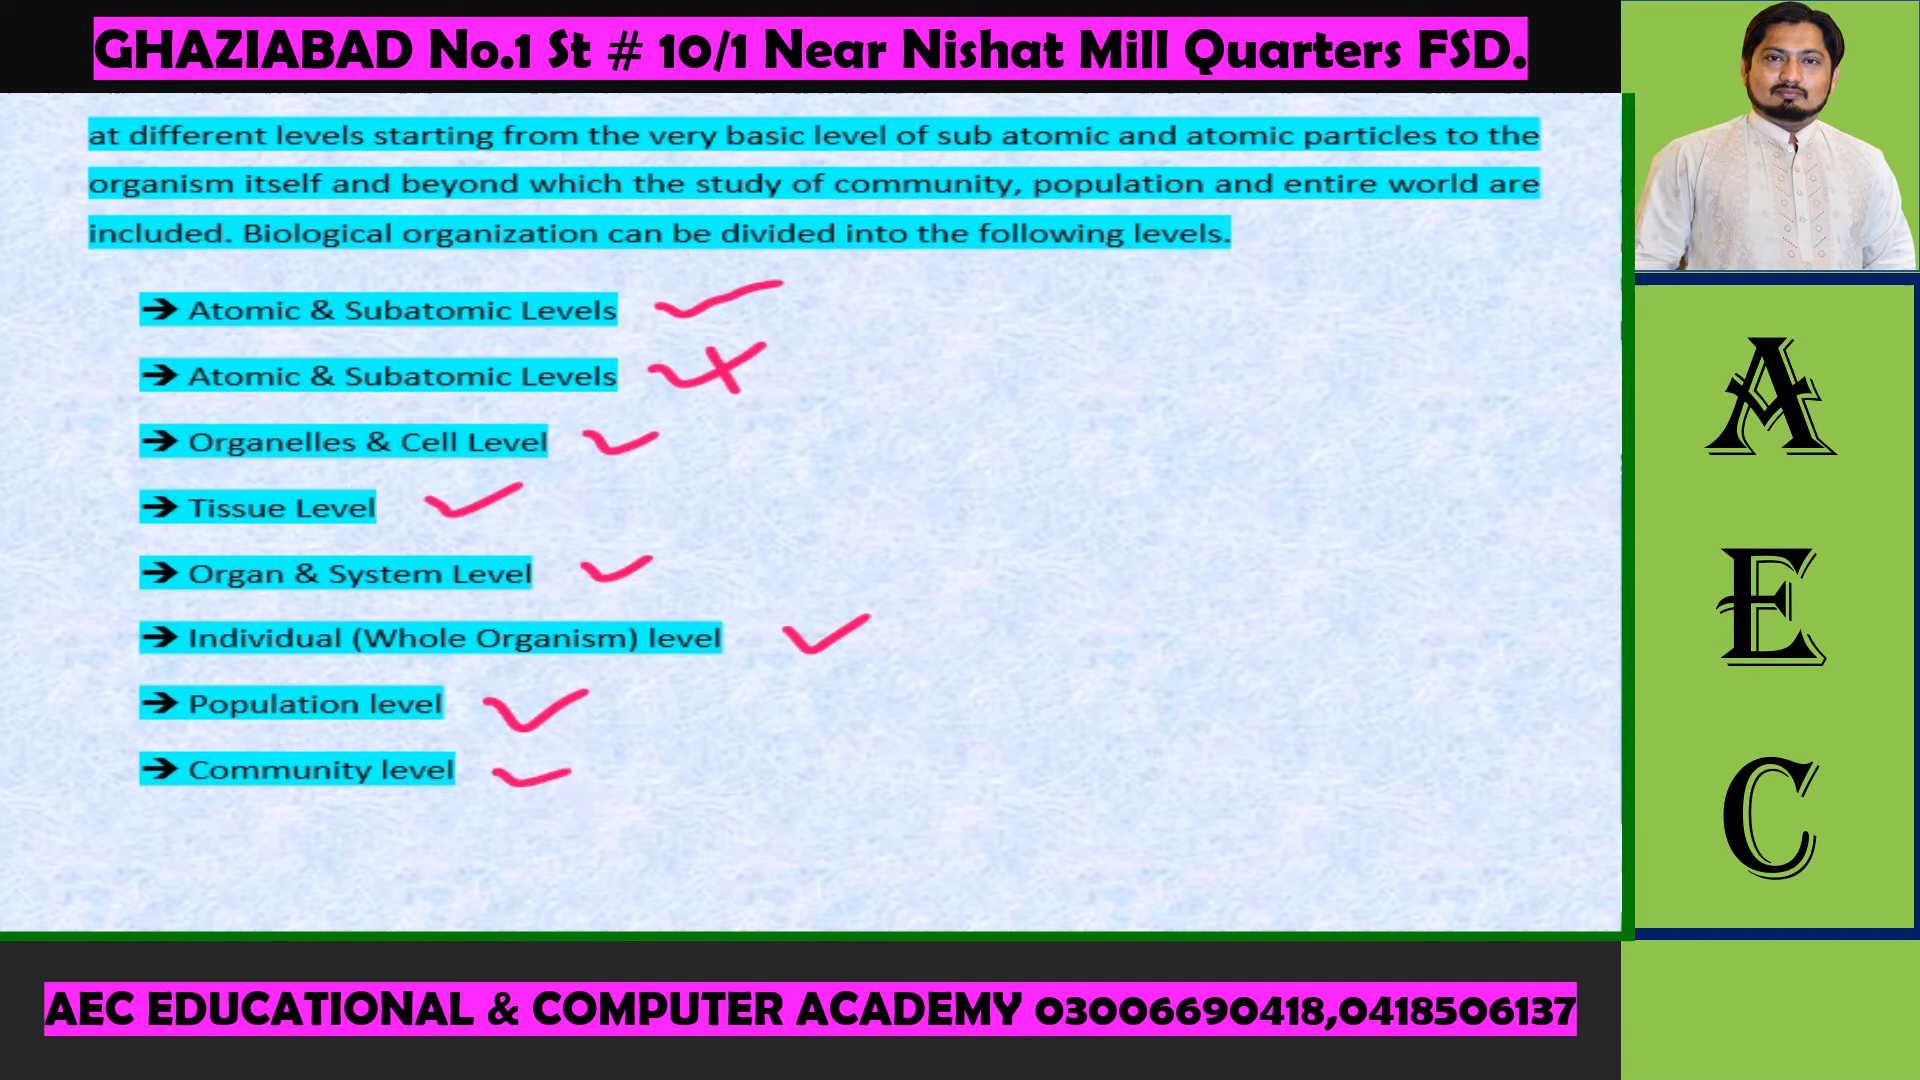 GHAZIABAD No.1 St # 10/1 Near Nishat Mill Quarters FSD.
at different levels starting from the very basic level of sub atomic and atomic particles to the
organism itself and beyond which the study of community, population and entire world are
included. Biological organization can be divided into the following levels.
➔ Atomic & Subatomic Levels
➔ Atomic & Subatomic Levels
➔ Organelles & Cell Level
➔ Tissue Level
➔ Organ & System Level
➔ Individual (Whole Organism) level
➔ Population level
➔ Community level
A
E
C
AEC EDUCATIONAL & COMPUTER ACADEMY 03006690418,0418506137